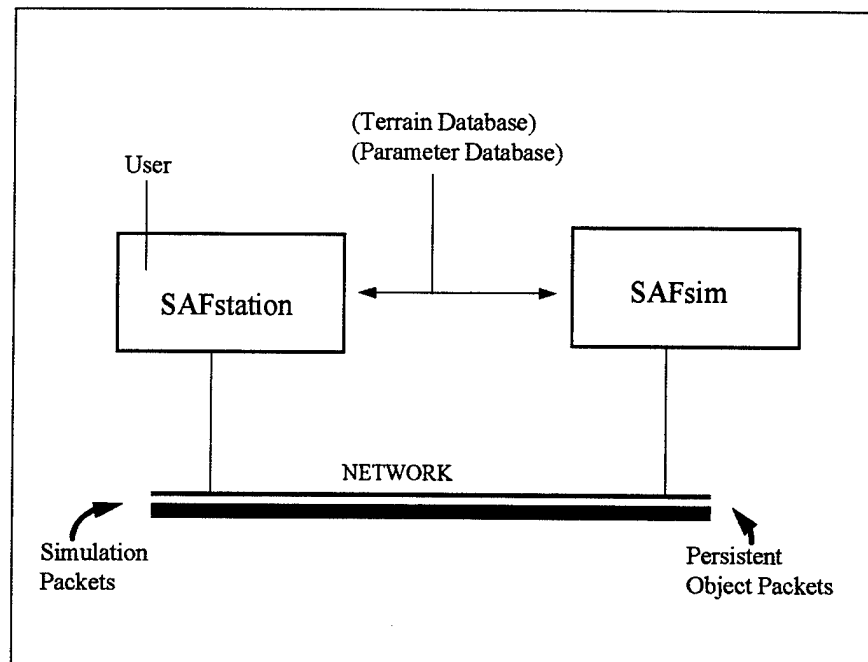 (Terrain Database)
(Parameter Database)
User
SAFstation
SAFsim
NETWORK
Simulation
Packets
Persistent
Object Packets